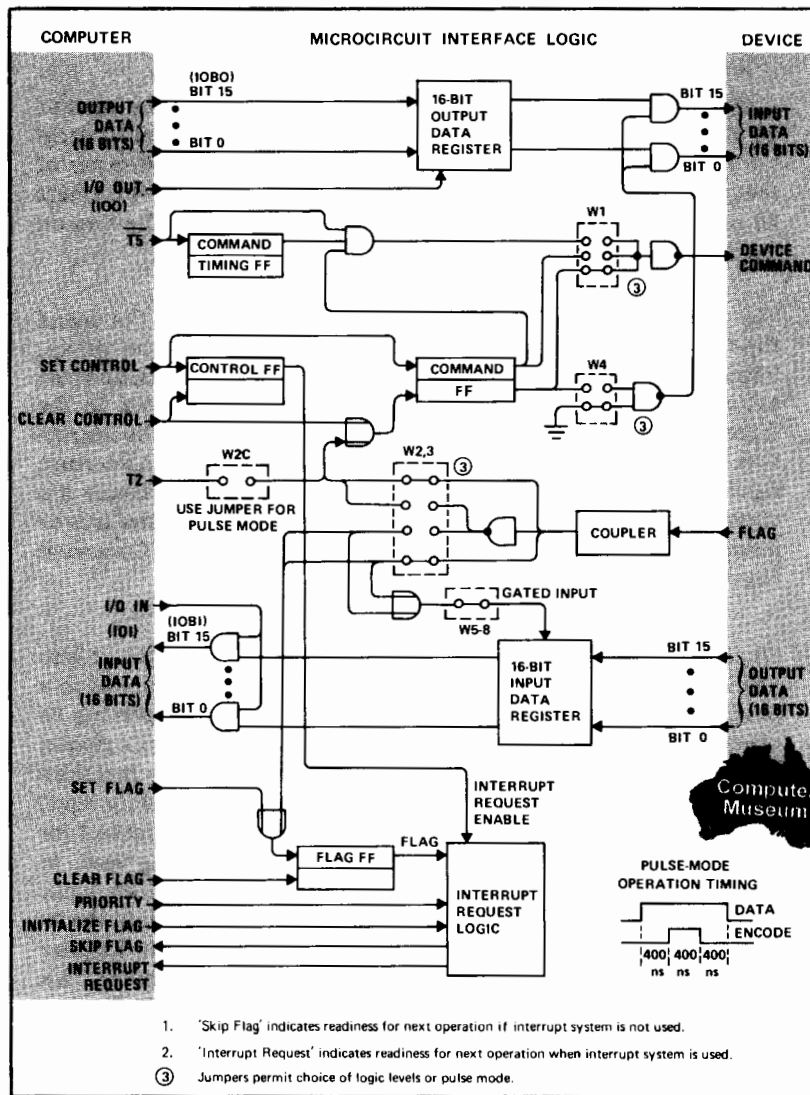 COMPUTER
MICROCIRCUIT INTERFACE LOGIC
DEVICE
OUTPUT
DATA
(16 BITS)
(IOBO)
BIT 15
BIT 0
16-BIT
OUTPUT
DATA
REGISTER
BIT 15
BIT 0
INPUT
DATA
(16 BITS)
I/O OUT
(IOO)
T5
COMMAND
TIMING FF
W1
③
DEVICE
COMMAND
SET CONTROL
CONTROL FF
COMMAND
FF
W4
③
CLEAR CONTROL
T2
W2C
USE JUMPER FOR
PULSE MODE
W2,3
③
COUPLER
FLAG
I/O IN
(IOI)
(IOBI)
BIT 15
INPUT
DATA
(16 BITS)
BIT 0
GATED INPUT
W5-8
16-BIT
INPUT
DATA
REGISTER
BIT 15
BIT 0
OUTPUT
DATA
(16 BITS)
Computer
Museum
SET FLAG
INTERRUPT
REQUEST
ENABLE
FLAG FF
FLAG
CLEAR FLAG
PRIORITY
INITIALIZE FLAG
SKIP FLAG
INTERRUPT
REQUEST
INTERRUPT
REQUEST
LOGIC
PULSE-MODE
OPERATION TIMING
DATA
ENCODE
400 400 400
ns ns ns
1. 'Skip Flag' indicates readiness for next operation if interrupt system is not used.
2. 'Interrupt Request' indicates readiness for next operation when interrupt system is used.
③ Jumpers permit choice of logic levels or pulse mode.